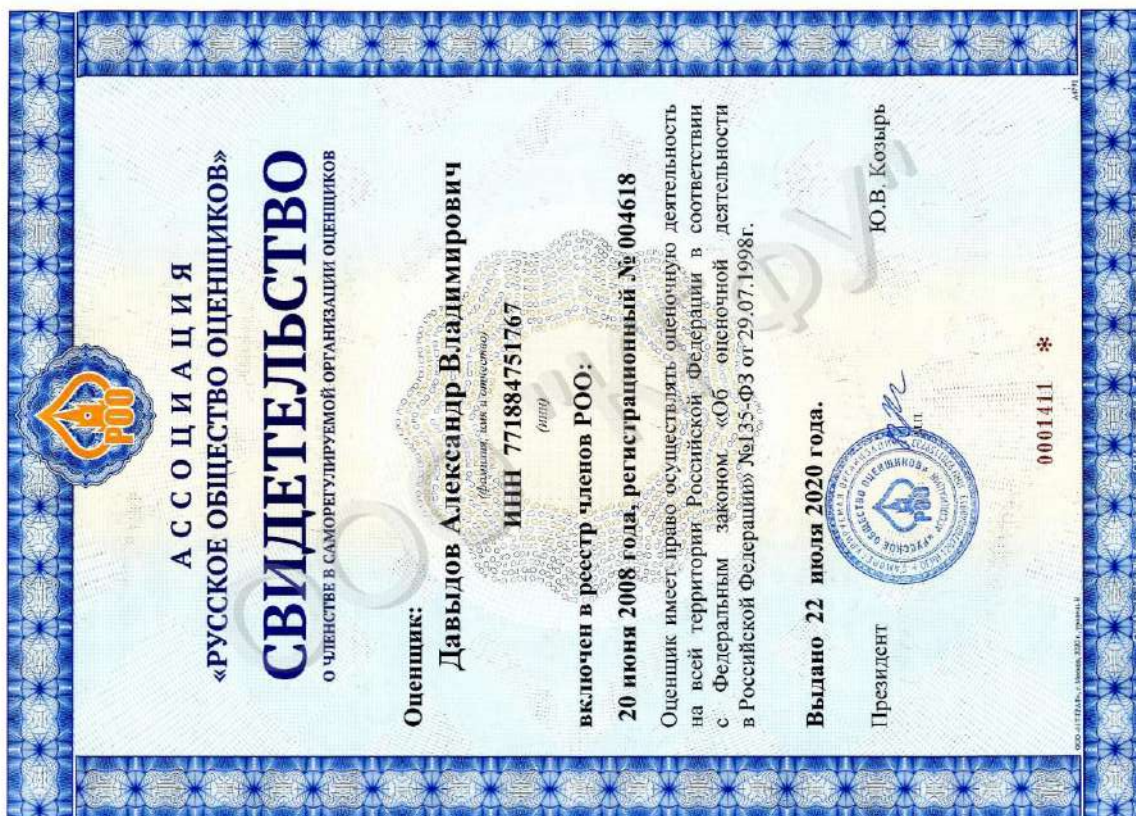 РОО
АССОЦИАЦИЯ
«РУССКОЕ ОБЩЕСТВО ОЦЕНЩИКОВ»
СВИДЕТЕЛЬСТВО
О ЧЛЕНСТВЕ В САМОРЕГУЛИРУЕМОЙ ОРГАНИЗАЦИИ ОЦЕНЩИКОВ
Оценщик:
Давыдов Александр Владимирович
(фамилия, имя и отчество)
ИНН 771884751767
(инн)
включен в реестр членов РОО:
20 июня 2008 года, регистрационный № 004618
Оценщик имеет право осуществлять оценочную деятельность
на всей территории Российской Федерации в соответствии
с Федеральным законом «Об оценочной деятельности
в Российской Федерации» №135-ФЗ от 29.07.1998г.
Выдано 22 июля 2020 года.
Президент
Ю.В. Козырь
0001411 *
ООО "КФУ"